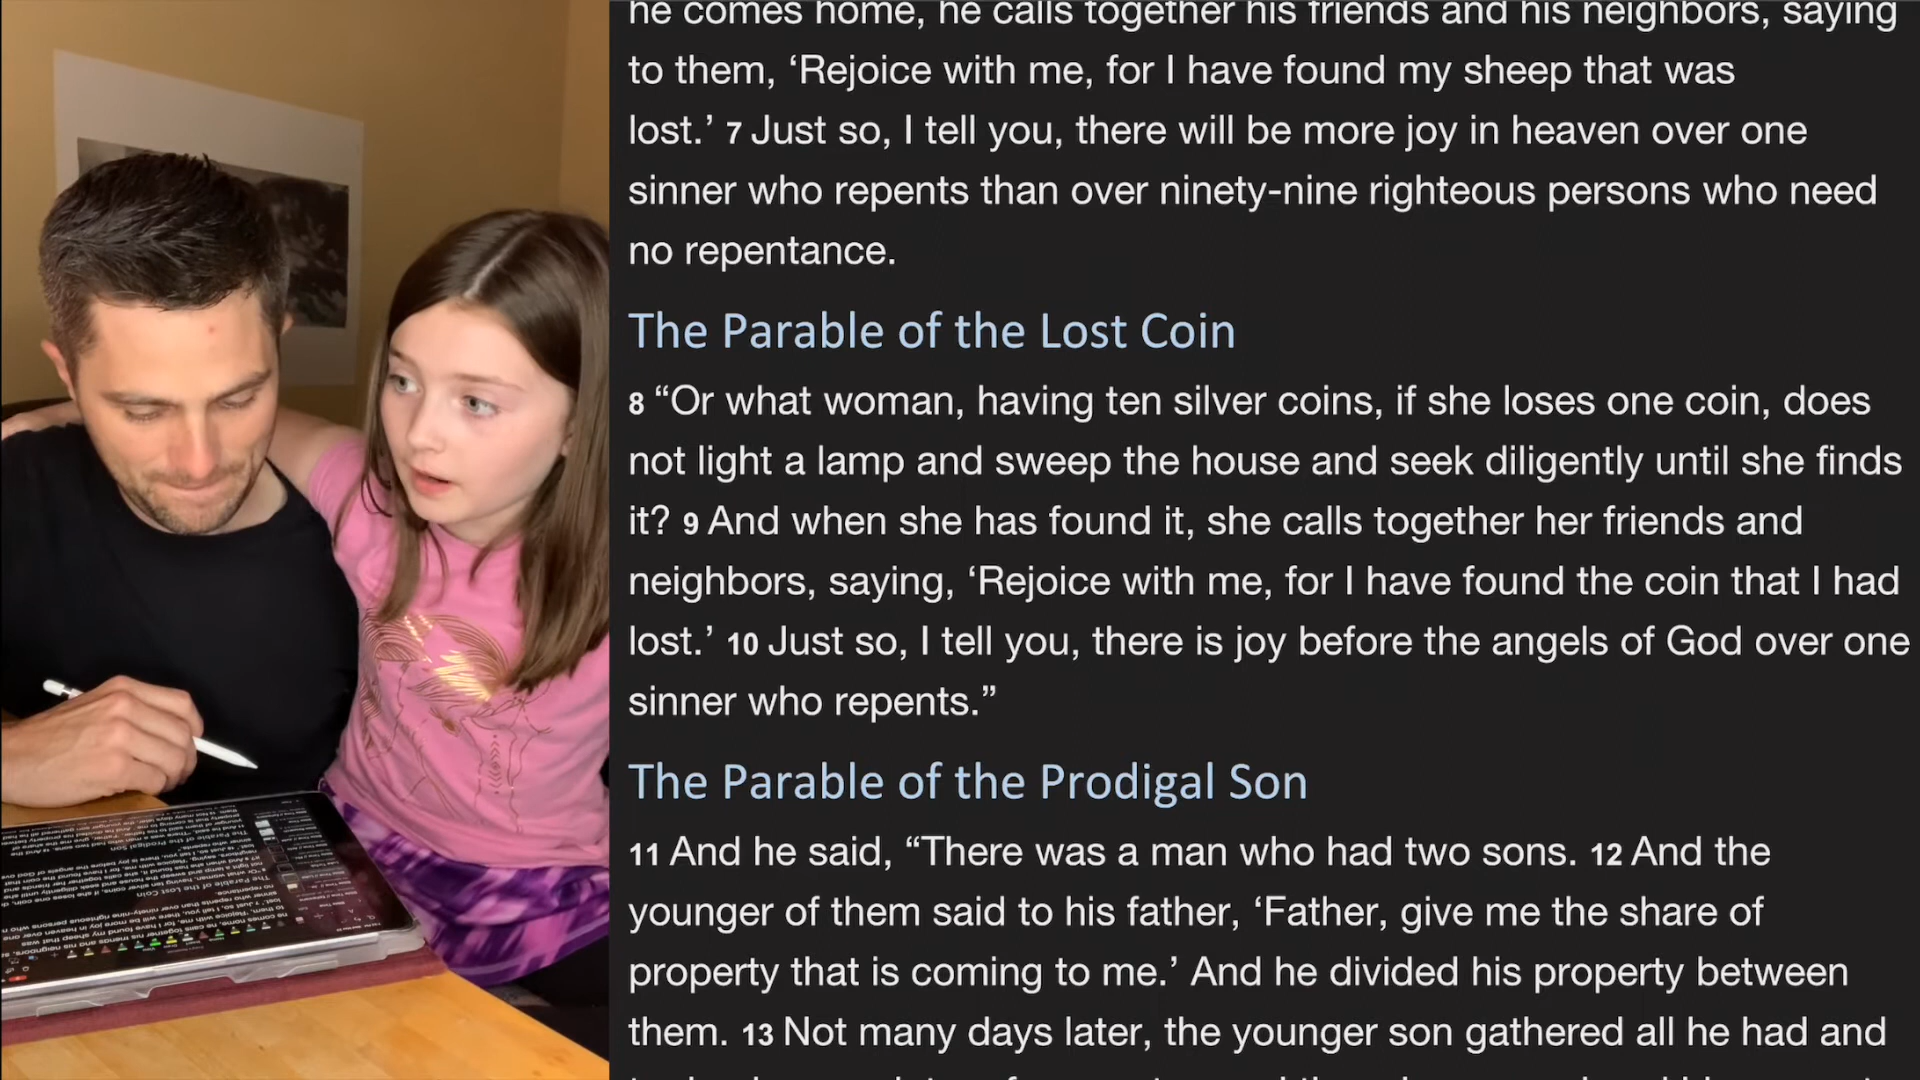 he comes home, he calls together his friends and his neighbors, saying
to them, ‘Rejoice with me, for I have found my sheep that was
lost.’ 7 Just so, I tell you, there will be more joy in heaven over one
sinner who repents than over ninety-nine righteous persons who need
no repentance.
The Parable of the Lost Coin
8 “Or what woman, having ten silver coins, if she loses one coin, does
not light a lamp and sweep the house and seek diligently until she finds
it? 9 And when she has found it, she calls together her friends and
neighbors, saying, ‘Rejoice with me, for I have found the coin that I had
lost.’ 10 Just so, I tell you, there is joy before the angels of God over one
sinner who repents.”
The Parable of the Prodigal Son
11 And he said, “There was a man who had two sons. 12 And the
younger of them said to his father, ‘Father, give me the share of
property that is coming to me.’ And he divided his property between
them. 13 Not many days later, the younger son gathered all he had and